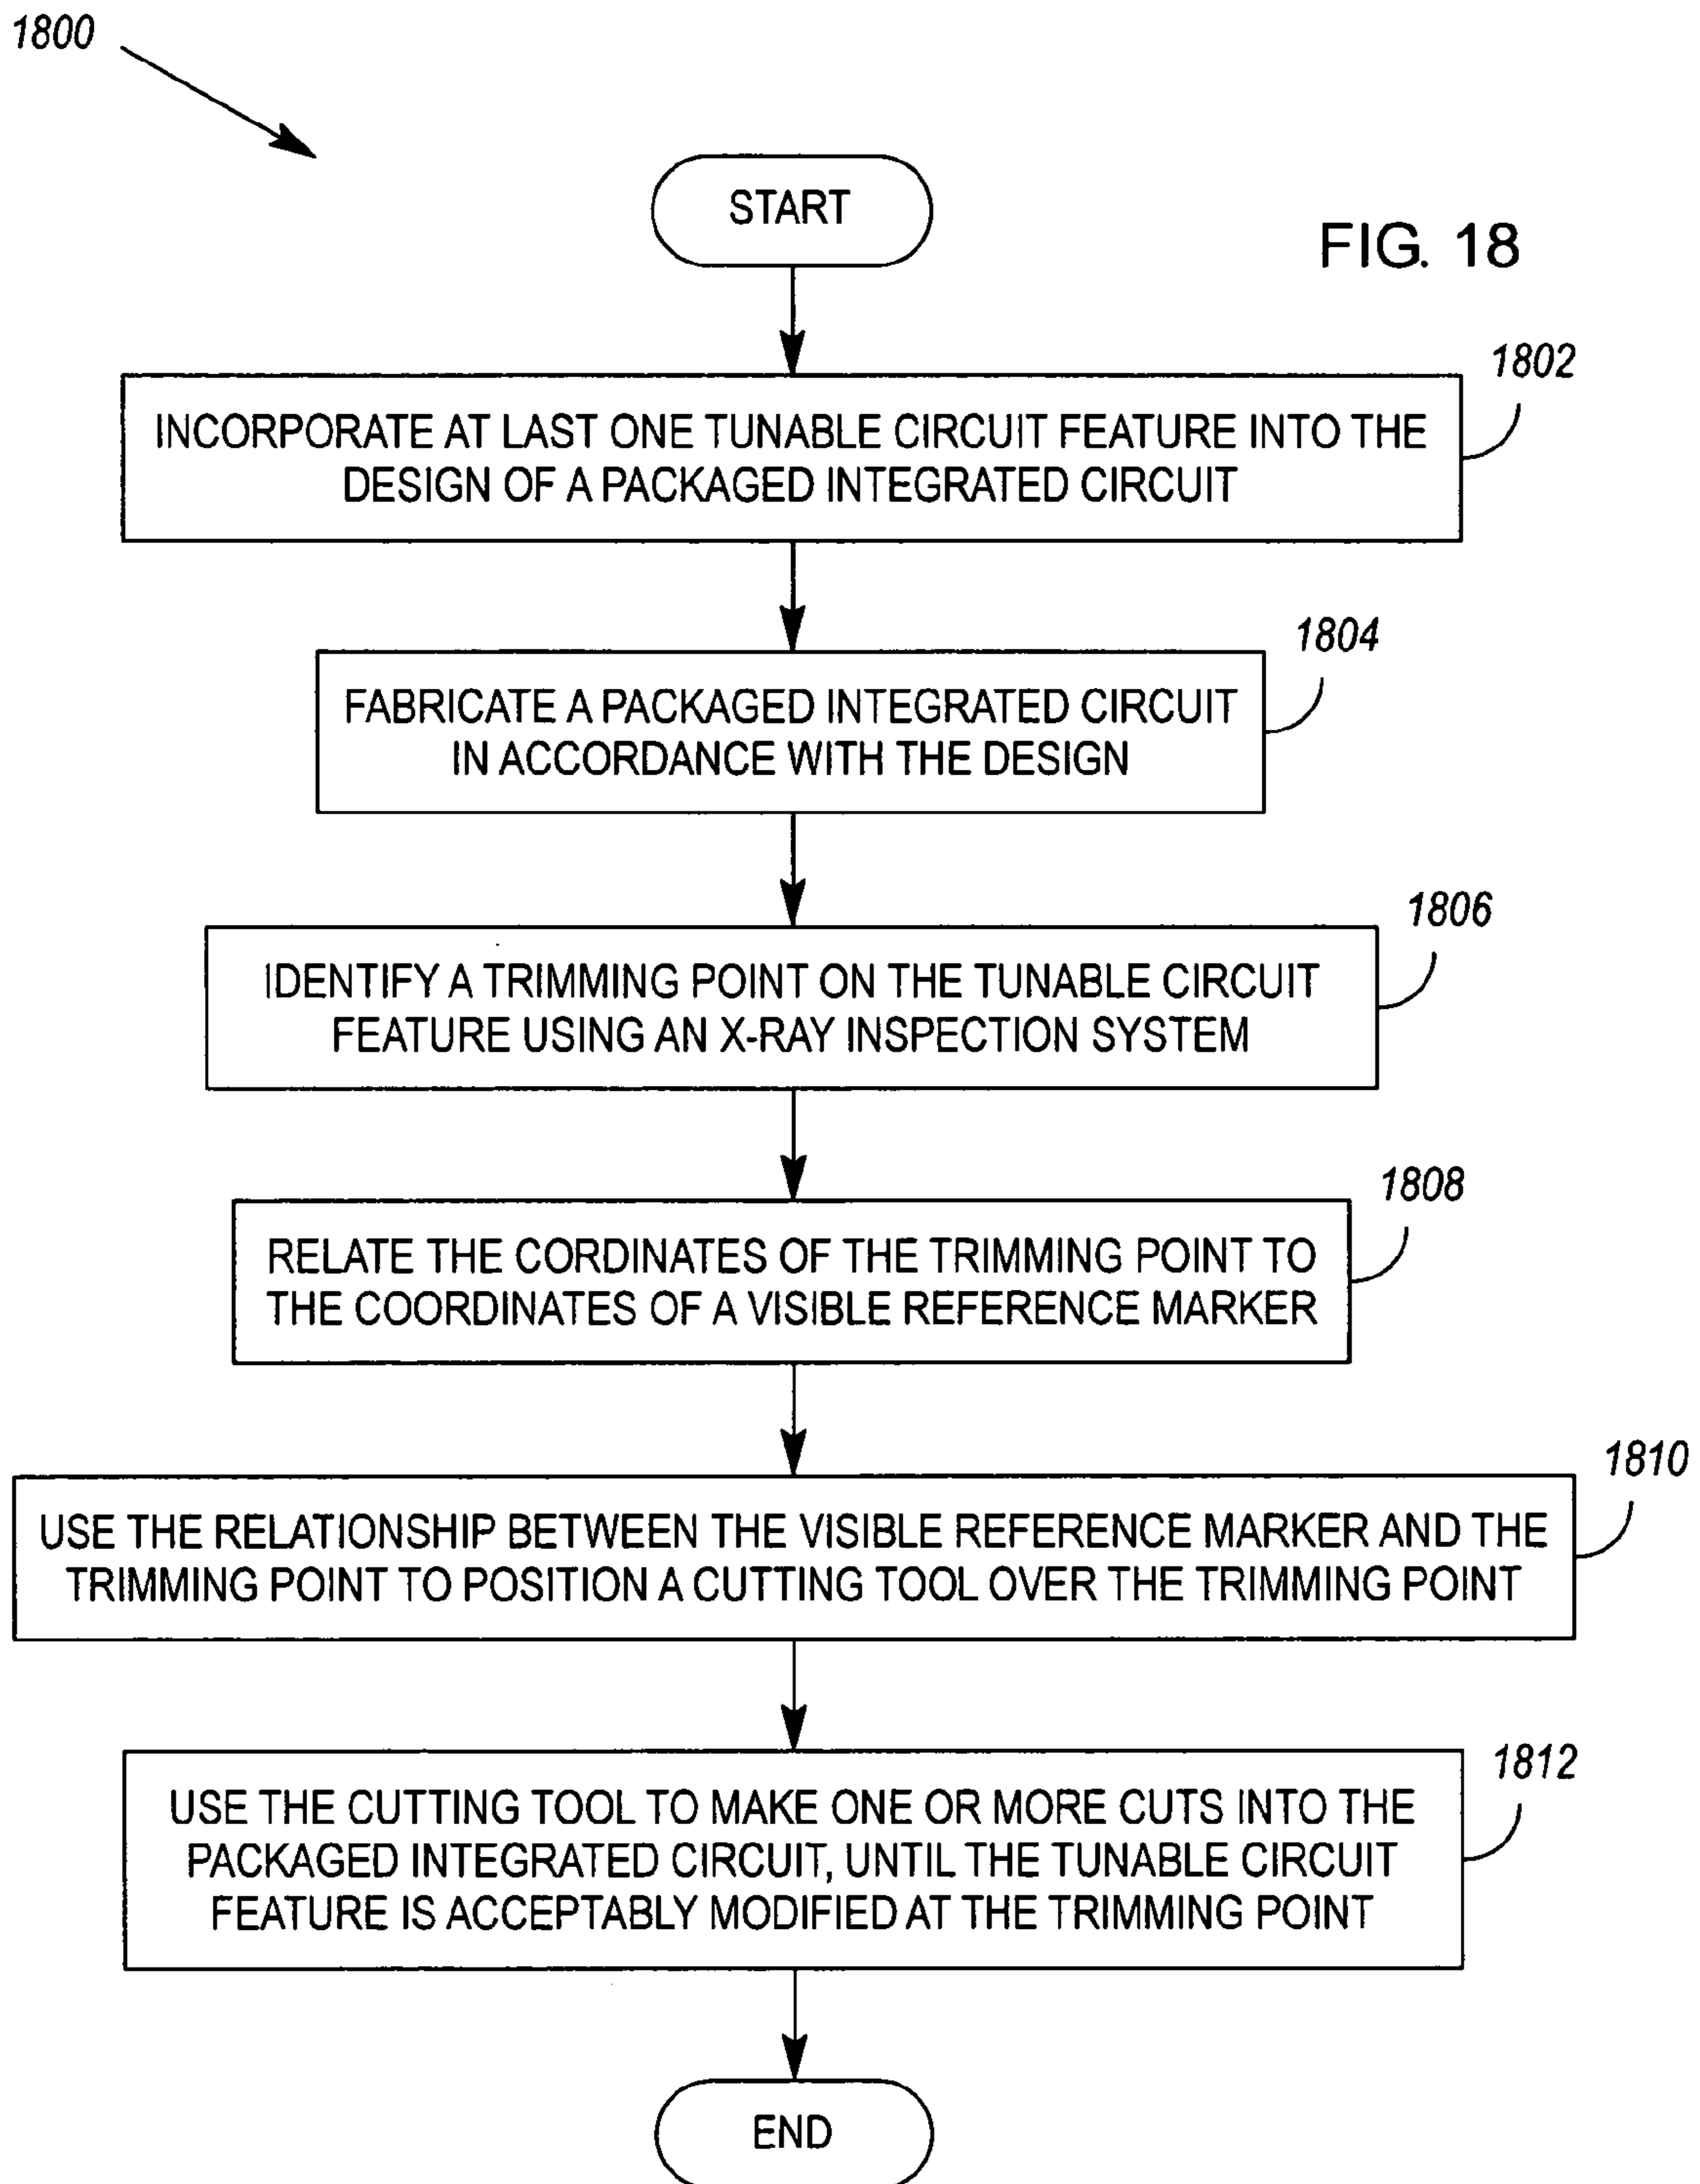 1800
START
FIG. 18
1802
INCORPORATE AT LAST ONE TUNABLE CIRCUIT FEATURE INTO THE
DESIGN OF A PACKAGED INTEGRATED CIRCUIT
1804
FABRICATE A PACKAGED INTEGRATED CIRCUIT
IN ACCORDANCE WITH THE DESIGN
1806
IDENTIFY A TRIMMING POINT ON THE TUNABLE CIRCUIT
FEATURE USING AN X-RAY INSPECTION SYSTEM
1808
RELATE THE CORDINATES OF THE TRIMMING POINT TO
THE COORDINATES OF A VISIBLE REFERENCE MARKER
1810
USE THE RELATIONSHIP BETWEEN THE VISIBLE REFERENCE MARKER AND THE
TRIMMING POINT TO POSITION A CUTTING TOOL OVER THE TRIMMING POINT
1812
USE THE CUTTING TOOL TO MAKE ONE OR MORE CUTS INTO THE
PACKAGED INTEGRATED CIRCUIT, UNTIL THE TUNABLE CIRCUIT
FEATURE IS ACCEPTABLY MODIFIED AT THE TRIMMING POINT
END